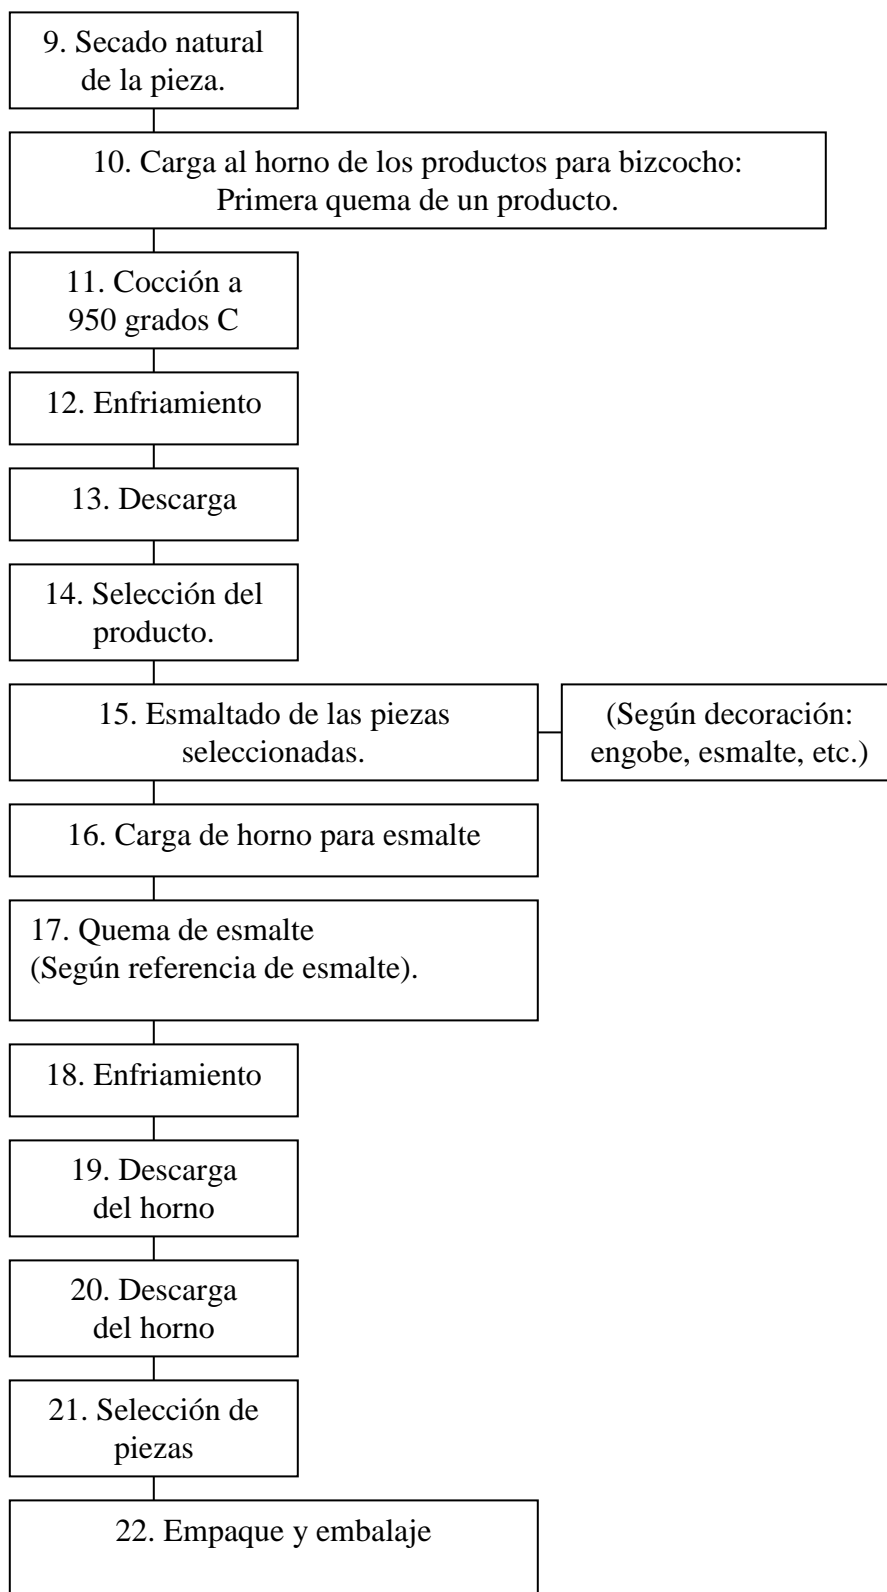 9. Secado natural
de la pieza.
10. Carga al horno de los productos para bizcocho:
Primera quema de un producto.
11. Cocción a
950 grados C
12. Enfriamiento
13. Descarga
14. Selección del
producto.
15. Esmaltado de las piezas
seleccionadas.
(Según decoración:
engobe, esmalte, etc.)
16. Carga de horno para esmalte
17. Quema de esmalte
(Según referencia de esmalte).
18. Enfriamiento
19. Descarga
del horno
20. Descarga
del horno
21. Selección de
piezas
22. Empaque y embalaje